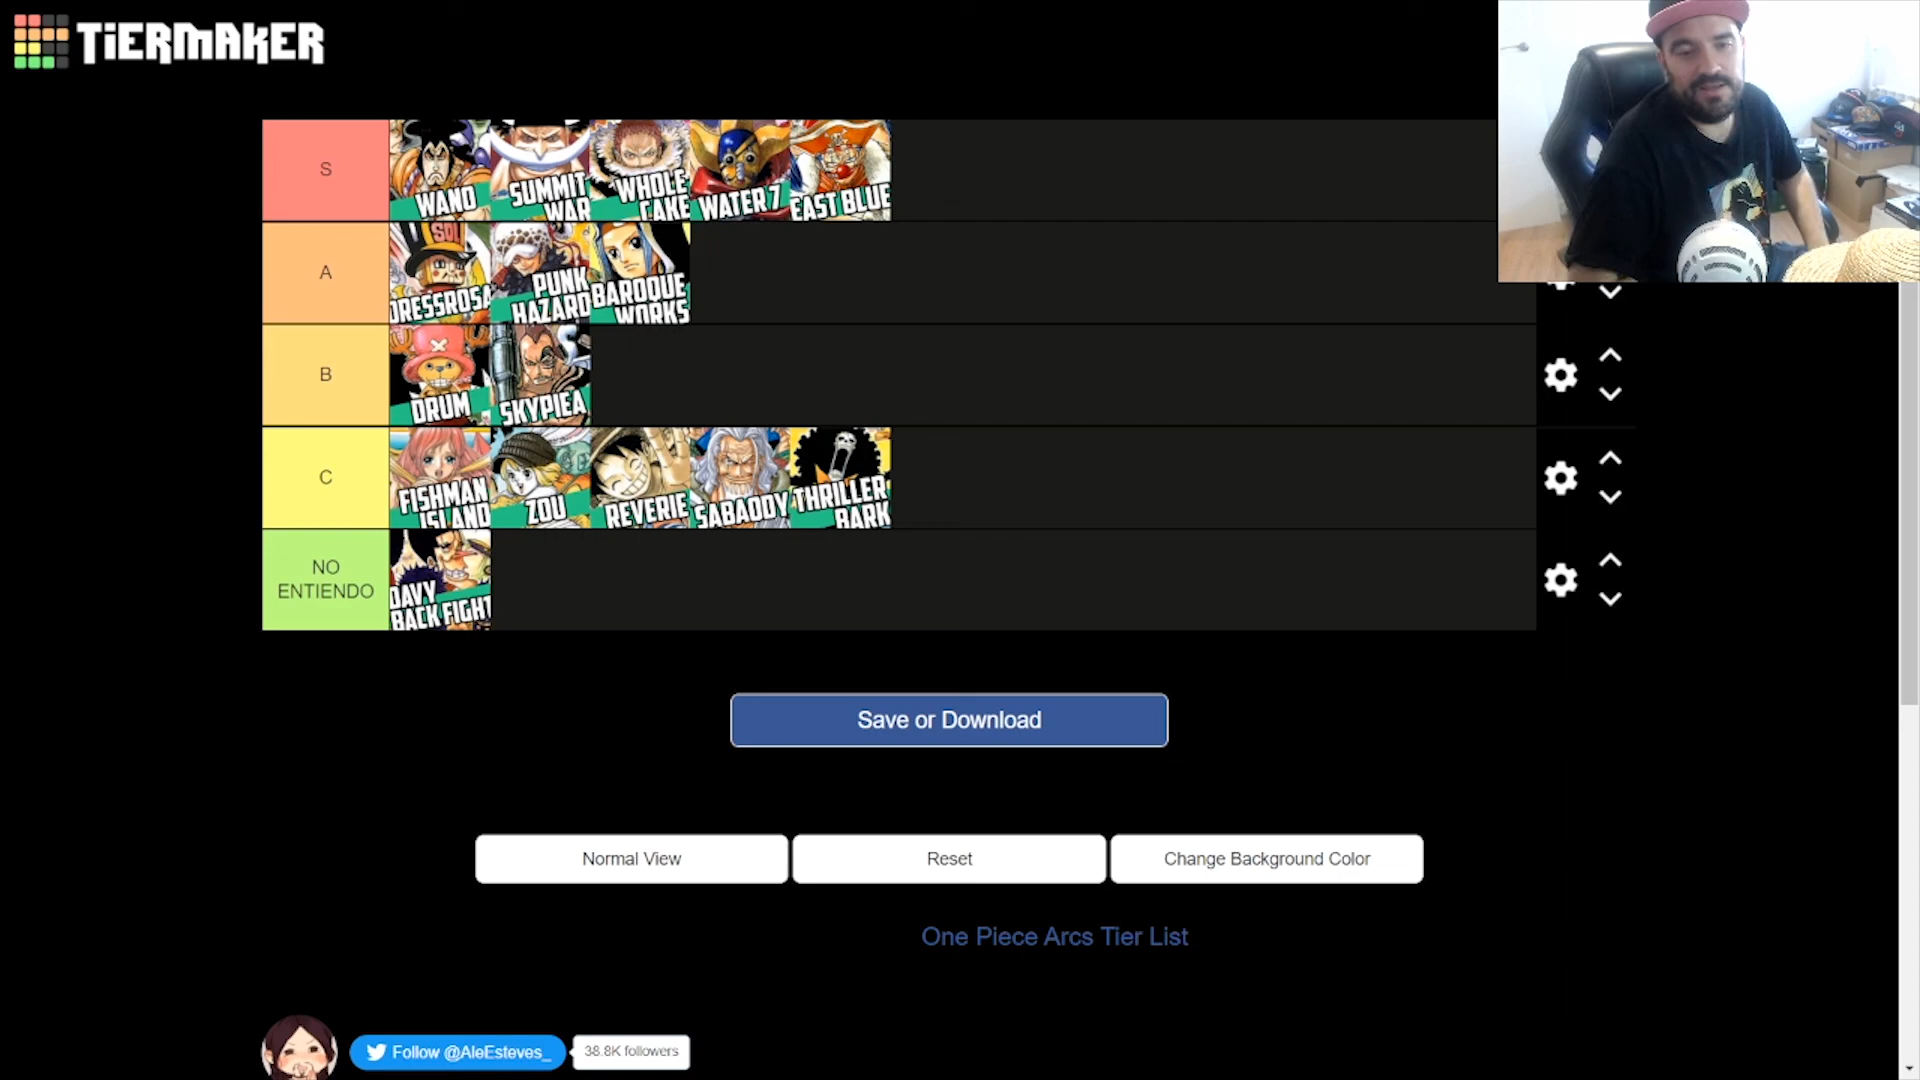 TiERMAKER
S
WANO
SUMMIT
WAR
WHOLE
CAKE
WATER 7
EAST BLUE
A
SOL
DRESSROSA
PUNK
HAZARD
BAROQUE
WORKS
B
DRUM
SKYPIEA
C
FISHMAN
ISLAND
ZOU
REVERIE
SABAODY
THRILLER
BARK
NO
ENTIENDO
DAVY
BACK FIGHT
Save or Download
Normal View
Reset
Change Background Color
One Piece Arcs Tier List
Follow @AleEsteves_
38.8K followers